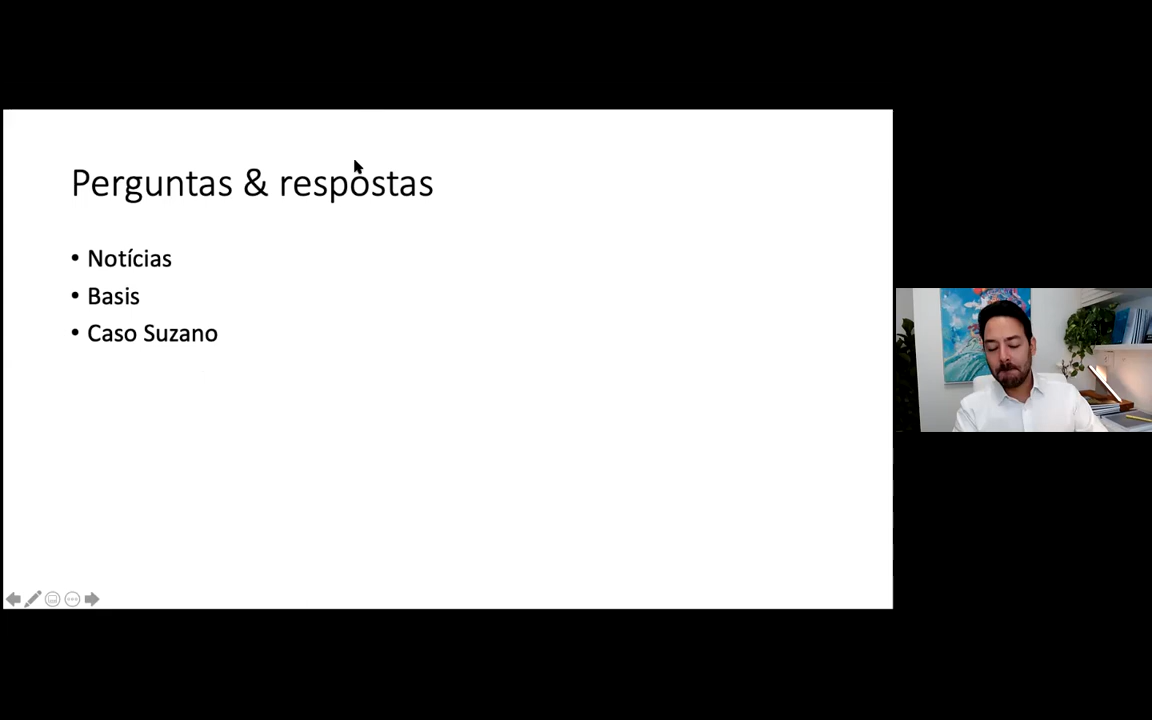 Perguntas & respostas
• Notícias
• Basis
• Caso Suzano